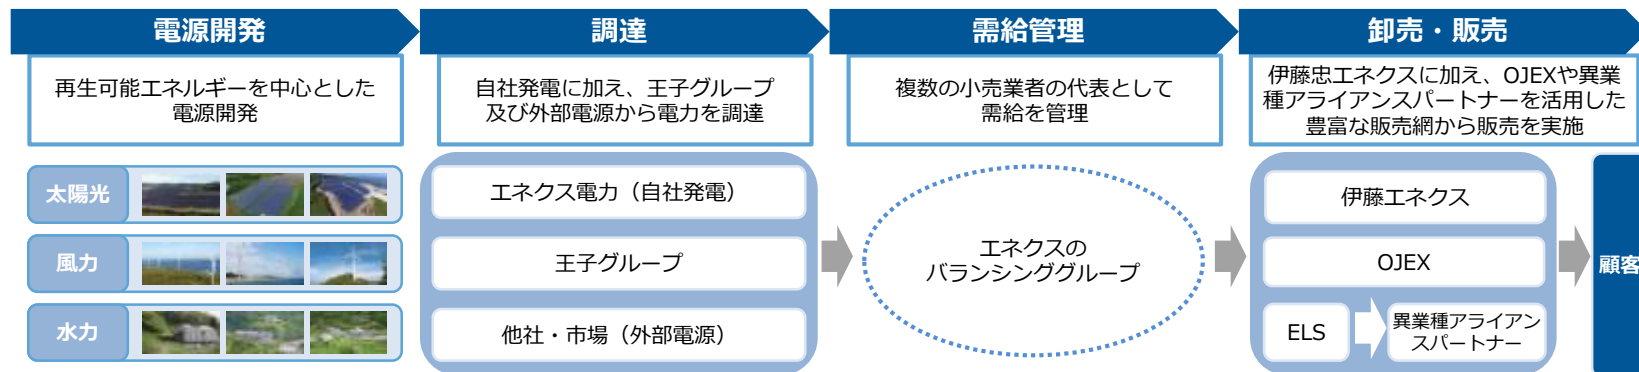 電源開発
調達
需給管理
卸売・販売
再生可能エネルギーを中心とした
電源開発
自社発電に加え、王子グループ
及び外部電源から電力を調達
複数の小売業者の代表として
需給を管理
伊藤忠エネクスに加え、OJEXや異業
種アライアンスパートナーを活用した
豊富な販売網から販売を実施
太陽光
風力
水力
エネクス電力（自社発電）
王子グループ
他社・市場（外部電源）
エネクスの
バランシンググループ
伊藤エネクス
OJEX
ELS
異業種アライアン
スパートナー
顧客